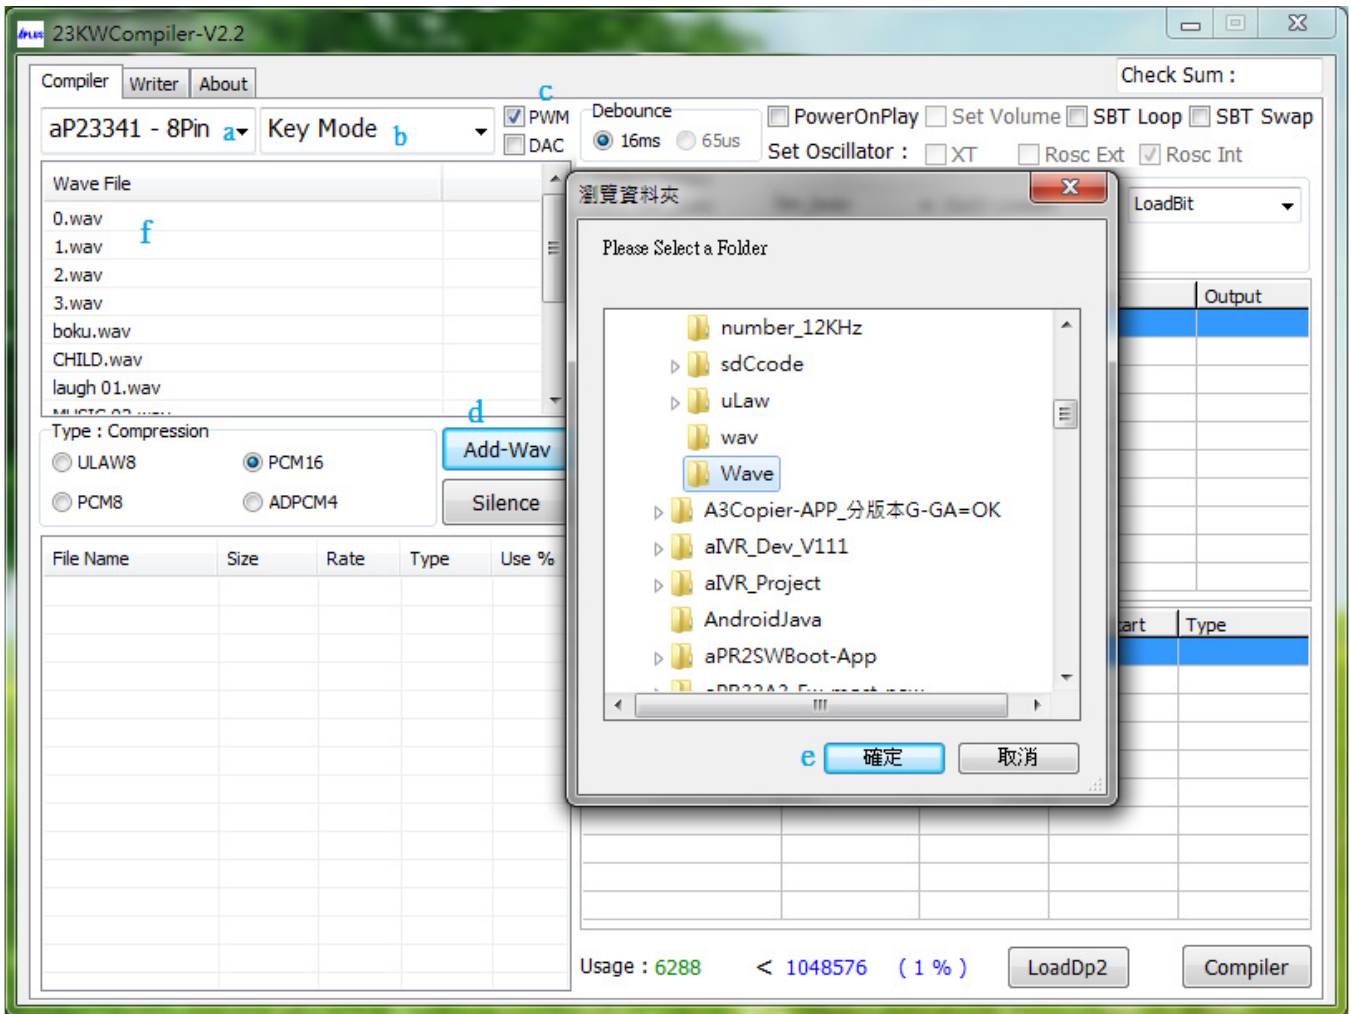 23KWCompiler-V2.2
Compiler Writer About
Check Sum :
aP23341 - 8Pin a
Key Mode b
c
PWM
DAC
Debounce
16ms 65us
PowerOnPlay Set Volume SBT Loop SBT Swap
Set Oscillator : XT Rosc Ext Rosc Int
Wave File
0.wav
f
1.wav
2.wav
3.wav
boku.wav
CHILD.wav
laugh 01.wav
d
Type : Compression
ULAW8 PCM16
PCM8 ADPCM4
Add-Wav
Silence
File Name Size Rate Type Use %
瀏覽資料夾
Please Select a Folder
number_12KHz
sdCcode
uLaw
wav
Wave
A3Copier-APP_分版本G-GA=OK
aIVR_Dev_V111
aIVR_Project
AndroidJava
aPR2SWBoot-App
e 確定 取消
LoadBit
Output
Type
Usage : 6288 < 1048576 ( 1 % ) LoadDp2 Compiler